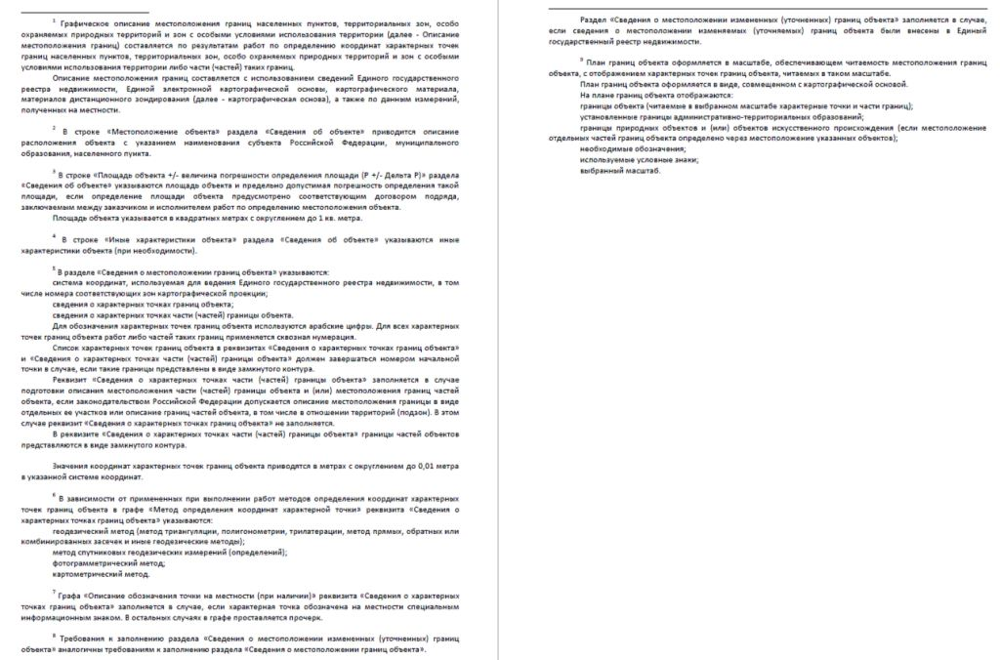 1 Графическое описание местоположения границ населенных пунктов, территориальных зон, особо
охраняемых природных территорий и зон с особыми условиями использования территории (далее - Описание
местоположения границ) составляется по результатам работ по определению координат характерных точек
границ населенных пунктов, территориальных зон, особо охраняемых природных территорий и зон с особыми
условиями использования территории либо части (частей) таких границ.
Описание местоположения границ составляется с использованием сведений Единого государственного
реестра недвижимости, Единой электронной картографической основы, картографического материала,
материалов дистанционного зондирования (далее - картографическая основа), а также по данным измерений,
полученных на местности.
2 В строке «Местоположение объекта» раздела «Сведения об объекте» приводится описание
расположения объекта с указанием наименования субъекта Российской Федерации, муниципального
образования, населенного пункта.
3 В строке «Площадь объекта +/- величина погрешности определения площади (P +/- Дельта P)» раздела
«Сведения об объекте» указываются площадь объекта и предельно допустимая погрешность определения такой
площади, если определение площади объекта предусмотрено соответствующим договором подряда,
заключаемым между заказчиком и исполнителем работ по определению местоположения объекта.
Площадь объекта указывается в квадратных метрах с округлением до 1 кв. метра.
4 В строке «Иные характеристики объекта» раздела «Сведения об объекте» указываются иные
характеристики объекта (при необходимости).
5 В разделе «Сведения о местоположении границ объекта» указываются:
система координат, используемая для ведения Единого государственного реестра недвижимости, в том
числе номера соответствующих зон картографической проекции;
сведения о характерных точках границ объекта;
сведения о характерных точках части (частей) границы объекта.
Для обозначения характерных точек границ объекта используются арабские цифры. Для всех характерных
точек границ объекта работ либо частей таких границ применяется сквозная нумерация.
Список характерных точек границ объекта в реквизитах «Сведения о характерных точках границ объекта»
и «Сведения о характерных точках части (частей) границы объекта» должен завершаться номером начальной
точки в случае, если такие границы представлены в виде замкнутого контура.
Реквизит «Сведения о характерных точках части (частей) границы объекта» заполняется в случае
подготовки описания местоположения части (частей) границы объекта и (или) местоположения границ частей
объекта, если законодательством Российской Федерации допускается описание местоположения границы в виде
отдельных ее участков или описание границ частей объекта, в том числе в отношении территорий (подзон). В этом
случае реквизит «Сведения о характерных точках границ объекта» не заполняется.
В реквизите «Сведения о характерных точках части (частей) границы объекта» границы частей объектов
представляются в виде замкнутого контура.
Значения координат характерных точек границ объекта приводятся в метрах с округлением до 0,01 метра
в указанной системе координат.
6 В зависимости от примененных при выполнении работ методов определения координат характерных
точек границ объекта в графе «Метод определения координат характерной точки» реквизита «Сведения о
характерных точках границ объекта» указываются:
геодезический метод (метод триангуляции, полигонометрии, трилатерации, метод прямых, обратных или
комбинированных засечек и иные геодезические методы);
метод спутниковых геодезических измерений (определений);
фотограмметрический метод;
картометрический метод.
7 Графа «Описание обозначения точки на местности (при наличии)» реквизита «Сведения о характерных
точках границ объекта» заполняется в случае, если характерная точка обозначена на местности специальным
информационным знаком. В остальных случаях в графе проставляется прочерк.
8 Требования к заполнению раздела «Сведения о местоположении измененных (уточненных) границ
объекта» аналогичны требованиям к заполнению раздела «Сведения о местоположении границ объекта».
Раздел «Сведения о местоположении измененных (уточненных) границ объекта» заполняется в случае,
если сведения о местоположении изменяемых (уточняемых) границ объекта были внесены в Единый
государственный реестр недвижимости.
9 План границ объекта оформляется в масштабе, обеспечивающем читаемость местоположения границ
объекта, с отображением характерных точек границ объекта, читаемых в таком масштабе.
План границ объекта оформляется в виде, совмещенном с картографической основой.
На плане границ объекта отображаются:
границы объекта (читаемые в выбранном масштабе характерные точки и части границ);
установленные границы административно-территориальных образований;
границы природных объектов и (или) объектов искусственного происхождения (если местоположение
отдельных частей границ объекта определено через местоположение указанных объектов);
необходимые обозначения;
используемые условные знаки;
выбранный масштаб.